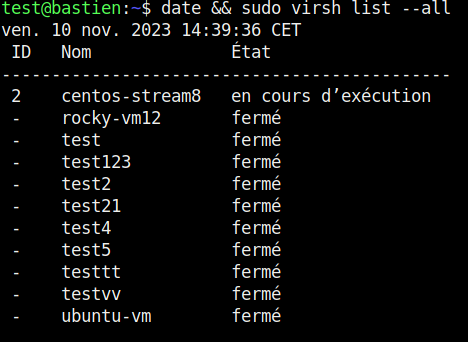 test@bastien:~$ date && sudo virsh list --all
ven. 10 nov. 2023 14:39:36 CET
 ID   Nom              État
---------------------------------------------
 2    centos-stream8   en cours d’exécution
 -    rocky-vm12       fermé
 -    test             fermé
 -    test123          fermé
 -    test2            fermé
 -    test21           fermé
 -    test4            fermé
 -    test5            fermé
 -    testtt           fermé
 -    testvv           fermé
 -    ubuntu-vm        fermé